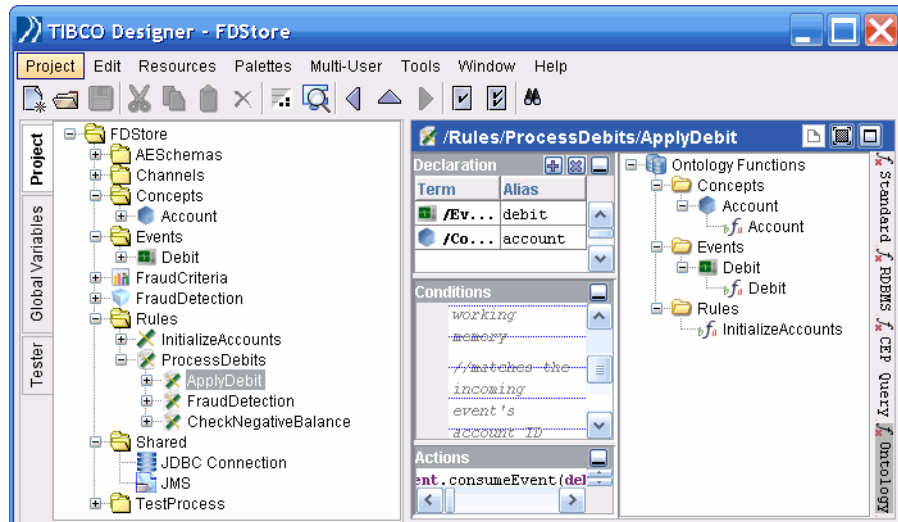 TIBCO Designer - FDStore
Project Edit Resources Palettes Multi-User Tools Window Help
Project
Global Variables
Tester
FDStore
AESchemas
Channels
Concepts
Account
Events
Debit
FraudCriteria
FraudDetection
Rules
InitializeAccounts
ProcessDebits
ApplyDebit
FraudDetection
CheckNegativeBalance
Shared
JDBC Connection
JMS
TestProcess
/Rules/ProcessDebits/ApplyDebit
Declaration
Term Alias
/Ev... debit
/Co... account
Conditions
working
memory
//matches the
incoming
event's
account ID
Actions
ent.consumeEvent(del
Ontology Functions
Concepts
Account
Account
Events
Debit
Debit
Rules
InitializeAccounts
Standard
RDBMS
CEP Query
Ontology